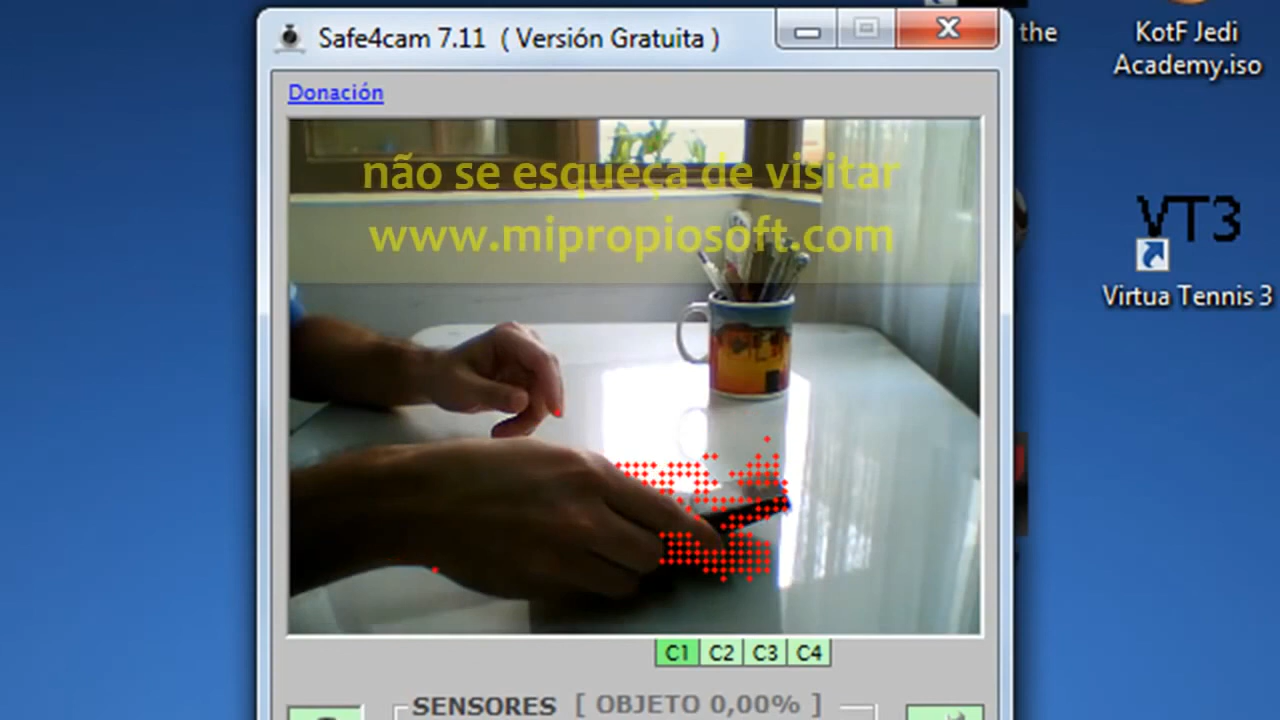 Safe4cam 7.11 ( Versión Gratuita )
the
KotF Jedi
Academy.iso
Donación
não se esqueça de visitar
www.mipropiosoft.com
VT3
Virtua Tennis 3
C1 C2 C3 C4
SENSORES [ OBJETO 0,00% ]